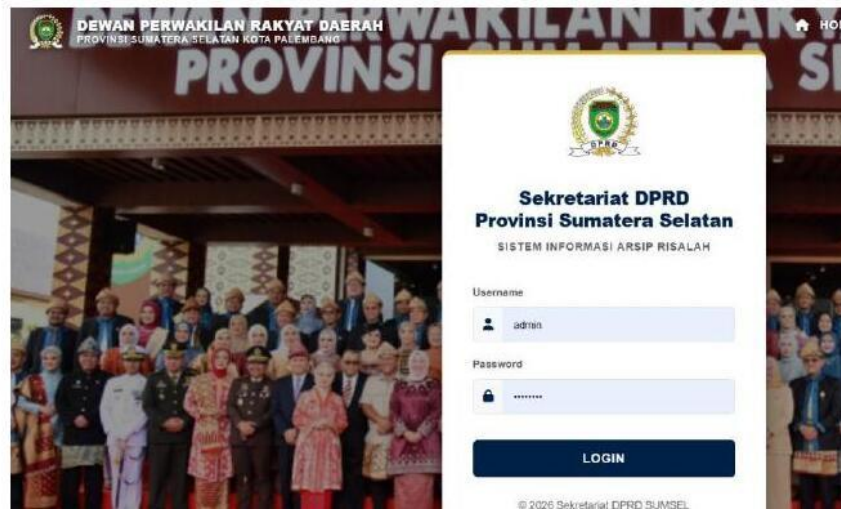 DEWAN PERWAKILAN RAKYAT DAERAH
PROVINSI SUMATERA SELATAN KOTA PALEMBANG
HO
PROVINSI
DPRD
Sekretariat DPRD
Provinsi Sumatera Selatan
SISTEM INFORMASI ARSIP RISALAH
Username
admin
Password
••••••••
LOGIN
© 2026 Sekretariat DPRD SUMSEL